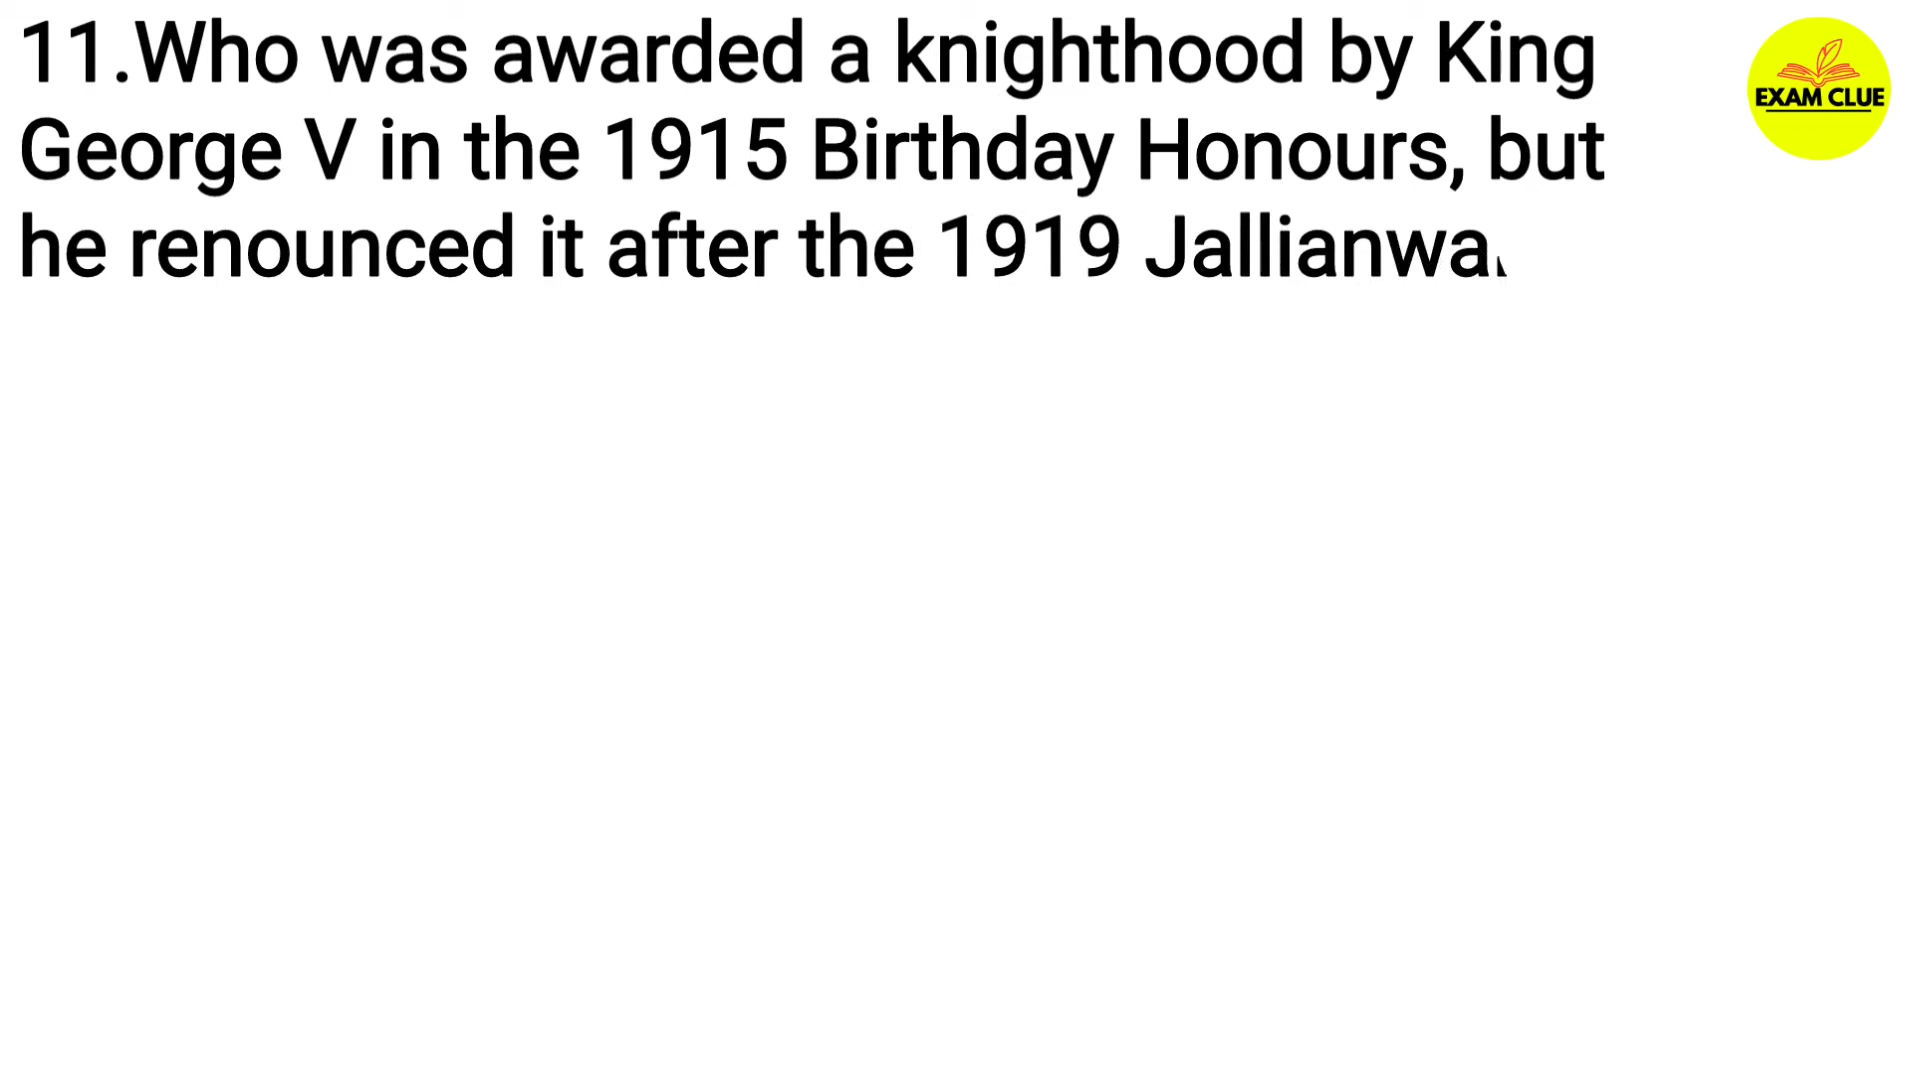 11.Who was awarded a knighthood by King
George V in the 1915 Birthday Honours, but
he renounced it after the 1919
EXAM CLUE